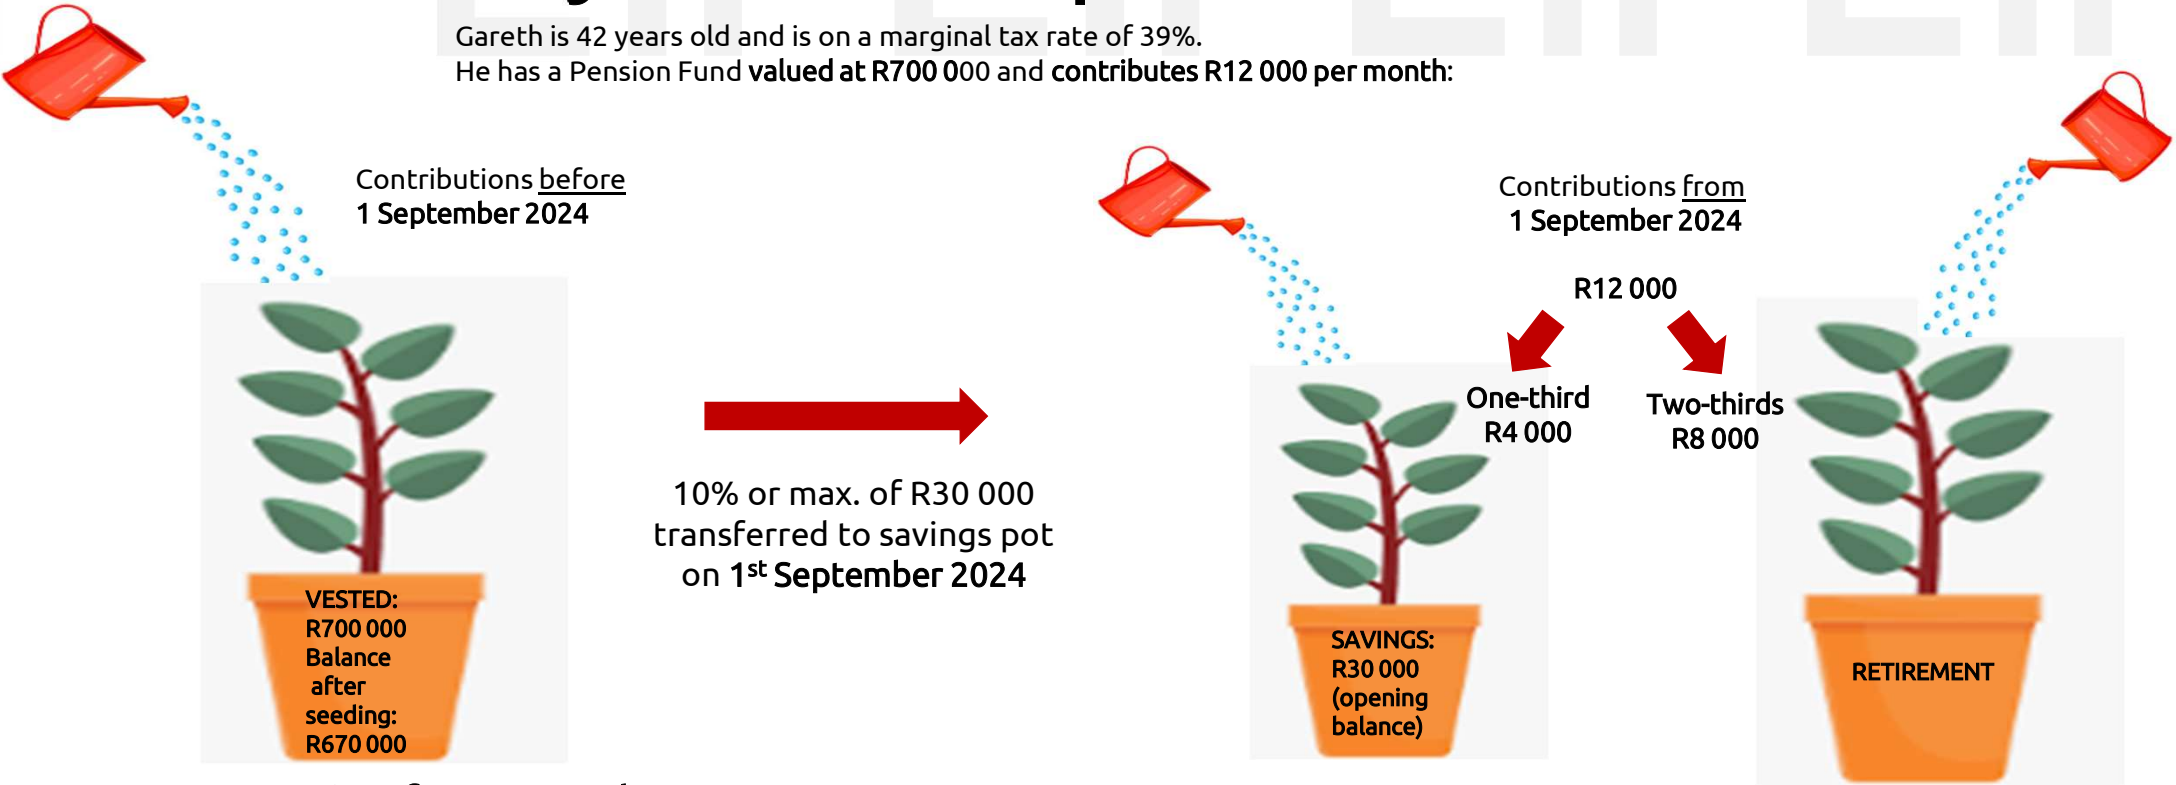 Gareth is 42 years old and is on a marginal tax rate of 39%.
He has a Pension Fund valued at R700 000 and contributes R12 000 per month:
Contributions before
1 September 2024
Contributions from
1 September 2024
R12 000
One-third
R4 000
Two-thirds
R8 000
10% or max. of R30 000
transferred to savings pot
on 1st September 2024
VESTED:
R700 000
Balance
after
seeding:
R670 000
SAVINGS:
R30 000
(opening
balance)
RETIREMENT